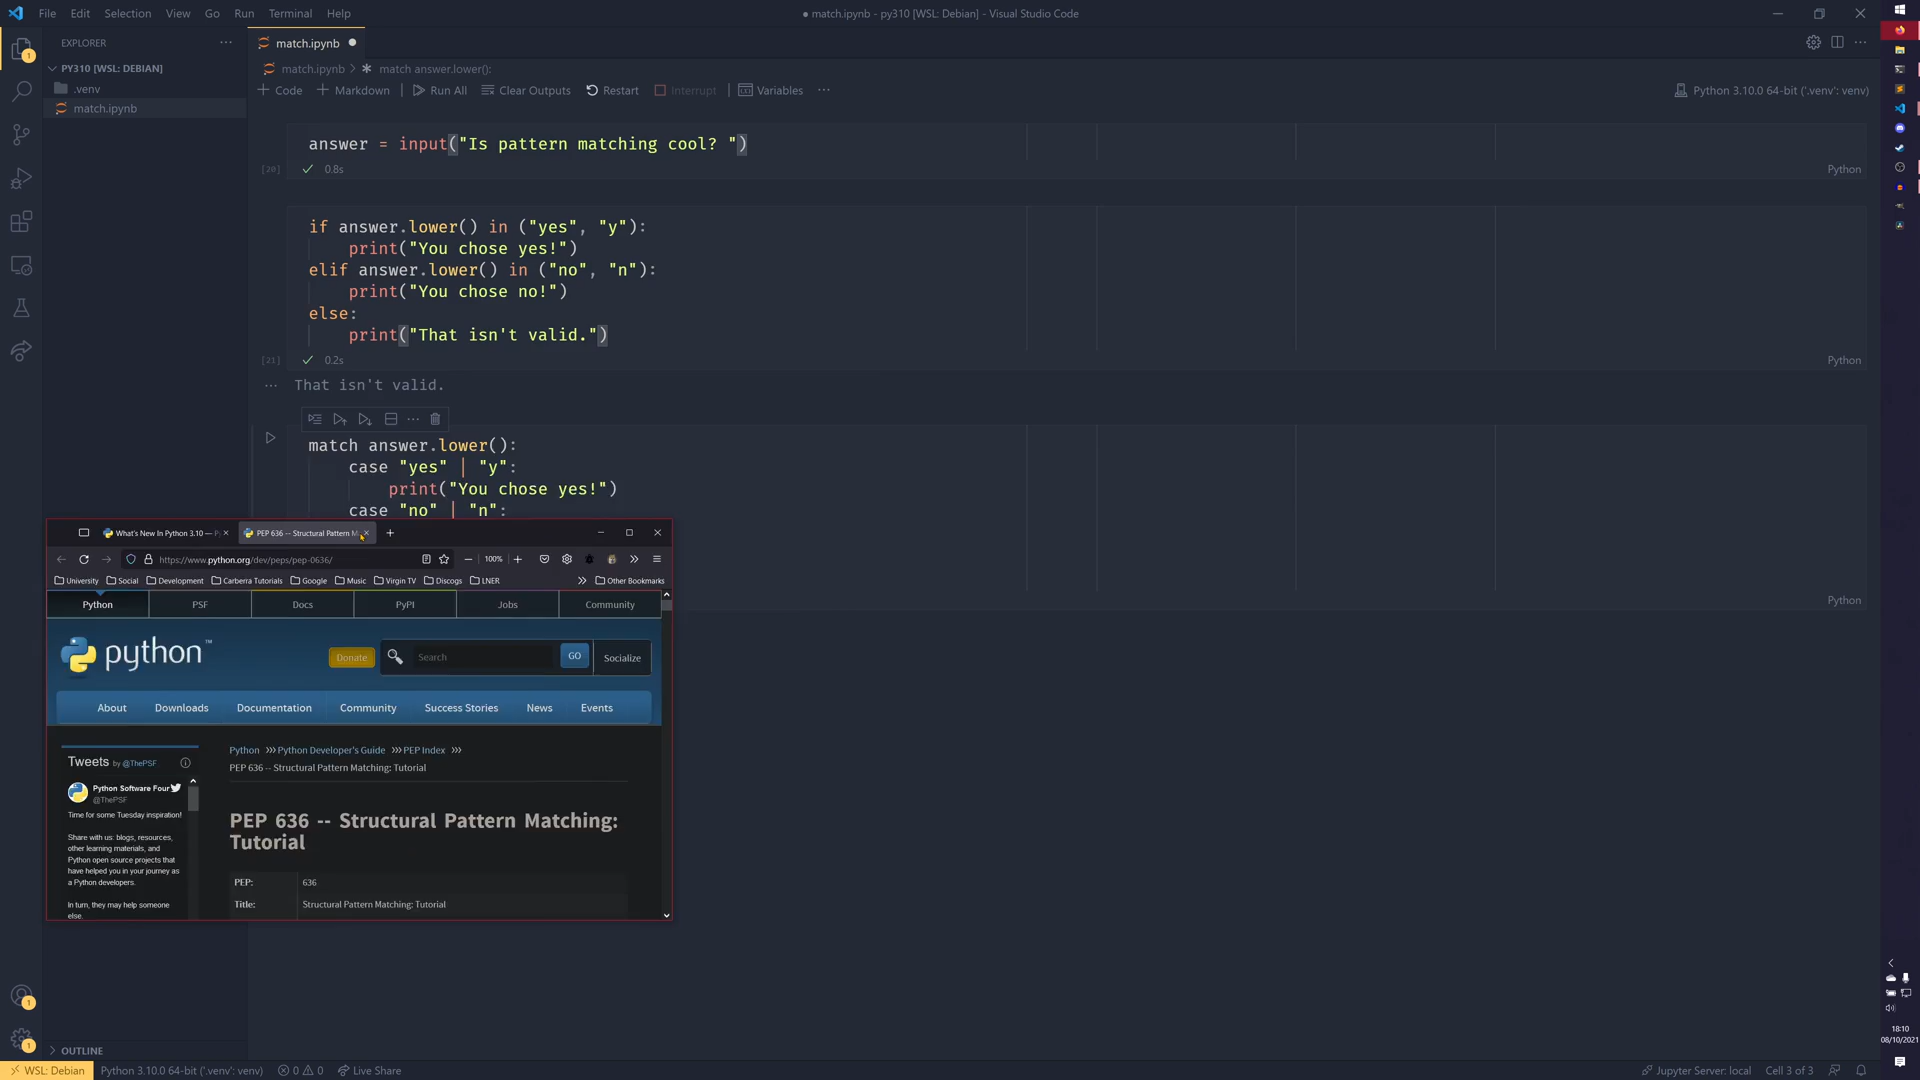 File Edit Selection View Go Run Terminal Help
● match.ipynb - py310 [WSL: Debian] - Visual Studio Code
EXPLORER
match.ipynb
PY310 [WSL: DEBIAN]
.venv
match.ipynb
match.ipynb > match answer.lower():
+ Code + Markdown Run All Clear Outputs Restart Interrupt Variables ...
Python 3.10.0 64-bit ('.venv': venv)
answer = input("Is pattern matching cool? ")
[20] 0.8s
Python
if answer.lower() in ("yes", "y"):
print("You chose yes!")
elif answer.lower() in ("no", "n"):
print("You chose no!")
else:
print("That isn't valid.")
[21] 0.2s
Python
... That isn't valid.
match answer.lower():
case "yes" | "y":
print("You chose yes!")
case "no" | "n":
Python
What's New In Python 3.10 — P
PEP 636 -- Structural Pattern M
https://www.python.org/dev/peps/pep-0636/
100%
University Social Development Carberra Tutorials Google Music Virgin TV Discogs LNER Other Bookmarks
Python PSF Docs PyPI Jobs Community
python™
Donate
Search
GO
Socialize
About Downloads Documentation Community Success Stories News Events
Tweets by @ThePSF
Python Software Four
@ThePSF
Time for some Tuesday inspiration!
Share with us: blogs, resources,
other learning materials, and
Python open source projects that
have helped you in your journey as
a Python developers.
In turn, they may help someone
else.
Python >>> Python Developer's Guide >>> PEP Index >>>
PEP 636 -- Structural Pattern Matching: Tutorial
PEP 636 -- Structural Pattern Matching:
Tutorial
PEP: 636
Title: Structural Pattern Matching: Tutorial
OUTLINE
WSL: Debian Python 3.10.0 64-bit ('.venv': venv) 0 0 Live Share
Jupyter Server: local Cell 3 of 3
18:10
08/10/2021